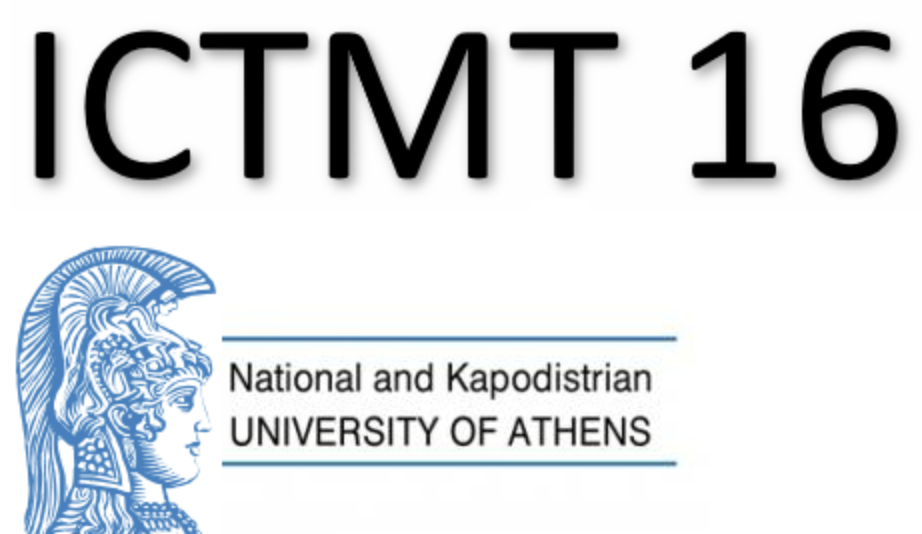 ICTMT 16
National and Kapodistrian
UNIVERSITY OF ATHENS